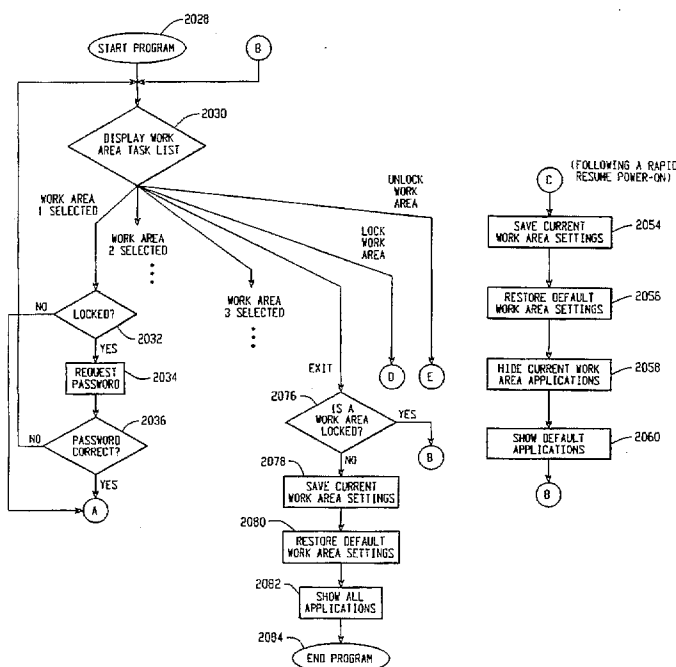 2028
START PROGRAM
B
2030
DISPLAY WORK
AREA TASK LIST
WORK AREA
1 SELECTED
WORK AREA
2 SELECTED
WORK AREA
3 SELECTED
UNLOCK
WORK
AREA
LOCK
WORK
AREA
NO
LOCKED?
2032
YES
REQUEST
PASSWORD
2034
2036
NO
PASSWORD
CORRECT?
YES
A
EXIT
D
E
2076
IS A
WORK AREA
LOCKED?
YES
B
NO
2078
SAVE CURRENT
WORK AREA SETTINGS
2080
RESTORE DEFAULT
WORK AREA SETTINGS
2082
SHOW ALL
APPLICATIONS
2084
END PROGRAM
C
(FOLLOWING A RAPID
RESUME POWER-ON)
SAVE CURRENT
WORK AREA SETTINGS
2054
RESTORE DEFAULT
WORK AREA SETTINGS
2056
HIDE CURRENT WORK
AREA APPLICATIONS
2058
SHOW DEFAULT
APPLICATIONS
2060
B